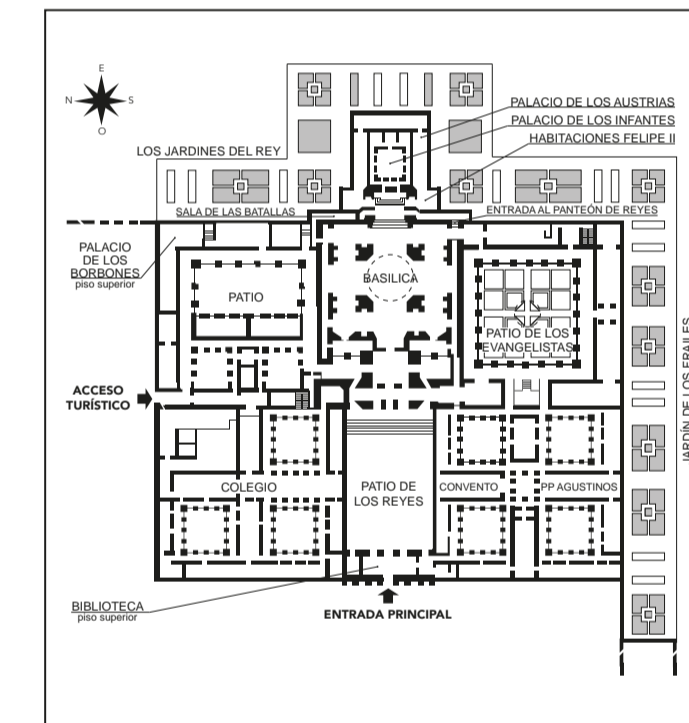 E
N
S
O
PALACIO DE LOS AUSTRIAS
PALACIO DE LOS INFANTES
HABITACIONES FELIPE II
LOS JARDINES DEL REY
SALA DE LAS BATALLAS
ENTRADA AL PANTEÓN DE REYES
PALACIO
DE LOS
BORBONES
piso superior
PATIO
BASILICA
PATIO DE LOS
EVANGELISTAS
JARDÍN DE LOS FRAILES
ACCESO
TURÍSTICO
COLEGIO
PATIO DE
LOS REYES
CONVENTO
PP AGUSTINOS
BIBLIOTECA
piso superior
ENTRADA PRINCIPAL